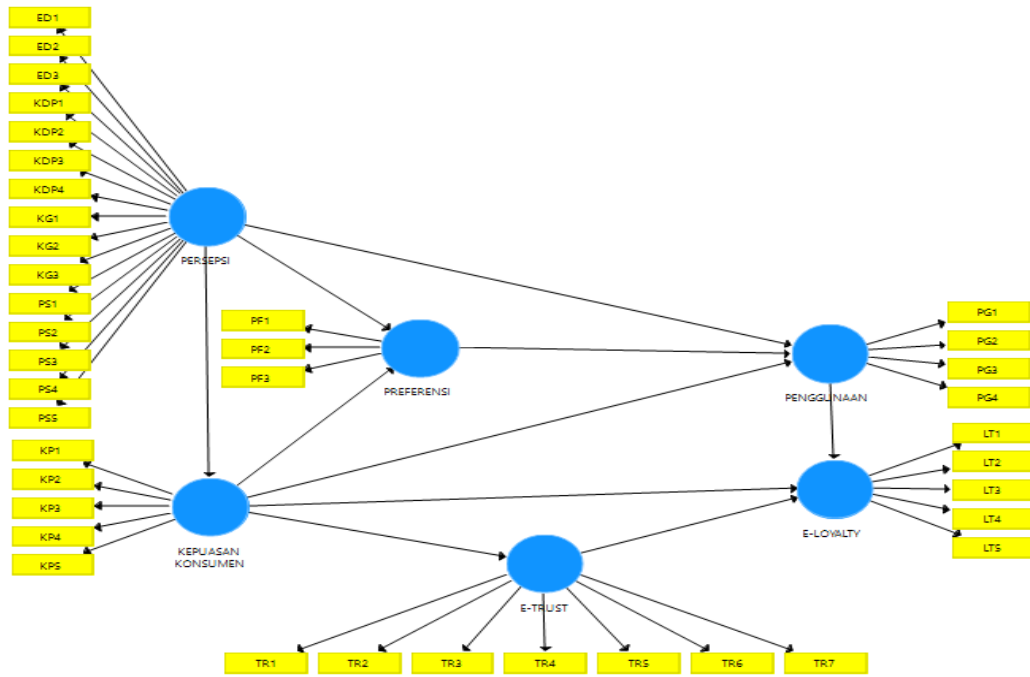 ED1
ED2
ED3
KDP1
KDP2
KDP3
KDP4
KG1
KG2
KG3
PS1
PS2
PS3
PS4
PS5
PERSEPSI
PF1
PF2
PF3
PREFERENSI
PG1
PG2
PG3
PG4
PENGGUNAAN
KP1
KP2
KP3
KP4
KP5
KEPUASAN
KONSUMEN
LT1
LT2
LT3
LT4
LT5
E-LOYALTY
E-TRUST
TR1
TR2
TR3
TR4
TR5
TR6
TR7